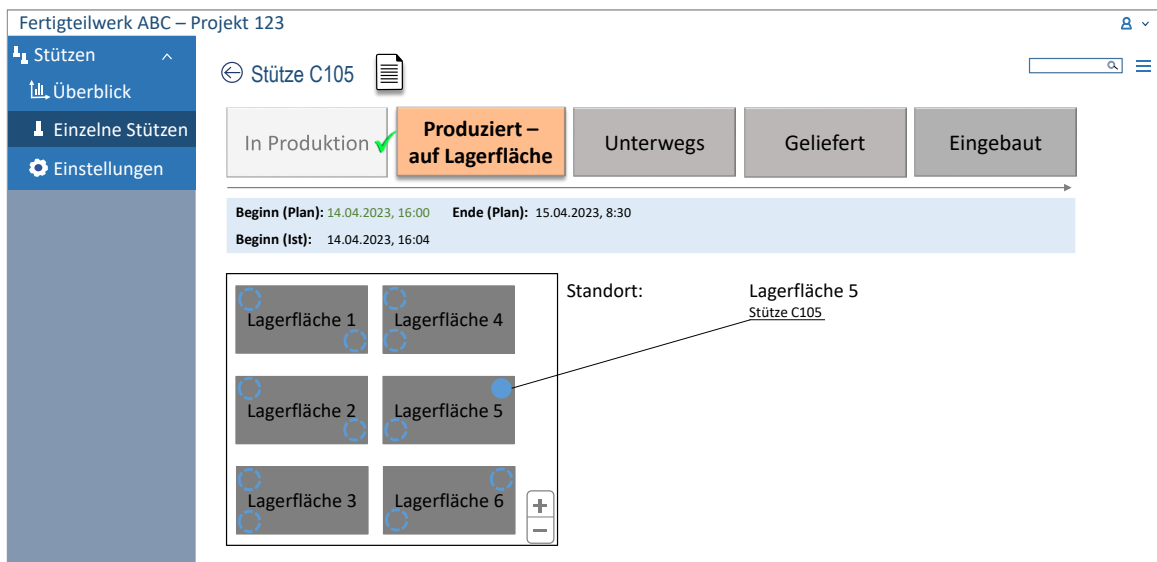 Fertigteilwerk ABC – Projekt 123
Stützen
Überblick
Einzelne Stützen
Einstellungen
Stütze C105
In Produktion
Produziert –
auf Lagerfläche
Unterwegs
Geliefert
Eingebaut
Beginn (Plan): 14.04.2023, 16:00 Ende (Plan): 15.04.2023, 8:30
Beginn (Ist): 14.04.2023, 16:04
Standort: Lagerfläche 5
Stütze C105
Lagerfläche 1 Lagerfläche 4
Lagerfläche 2 Lagerfläche 5
Lagerfläche 3 Lagerfläche 6
+
−